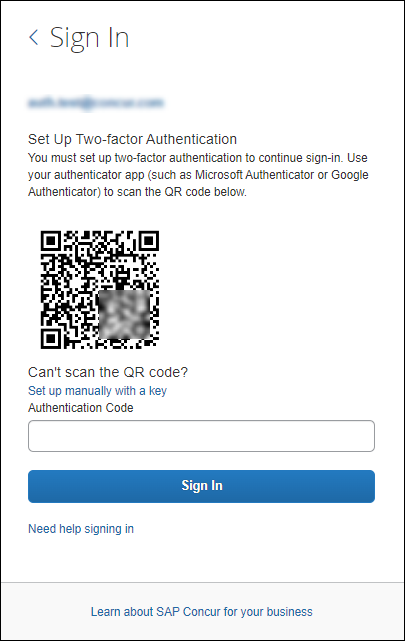 Sign In
Set Up Two-factor Authentication
You must set up two-factor authentication to continue sign-in. Use
your authenticator app (such as Microsoft Authenticator or Google
Authenticator) to scan the QR code below.
Can't scan the QR code?
Set up manually with a key
Authentication Code
Sign In
Need help signing in
Learn about SAP Concur for your business